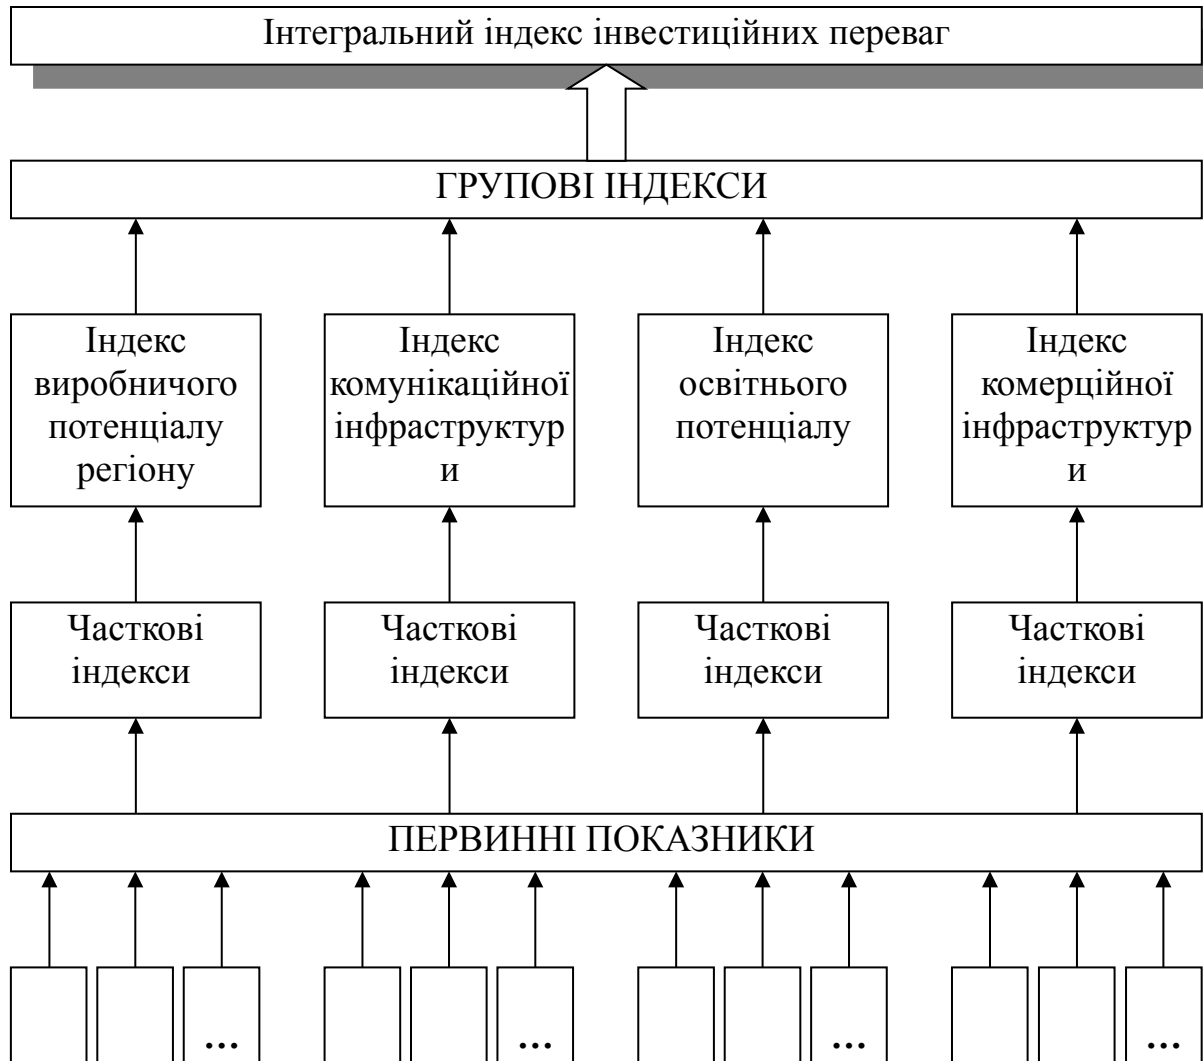 Інтегральний індекс інвестиційних переваг
ГРУПОВІ ІНДЕКСИ
Індекс
виробничого
потенціалу
регіону
Індекс
комунікаційної
інфраструктур
и
Індекс
освітнього
потенціалу
Індекс
комерційної
інфраструктур
и
Часткові
індекси
Часткові
індекси
Часткові
індекси
Часткові
індекси
ПЕРВИННІ ПОКАЗНИКИ
...
...
...
...